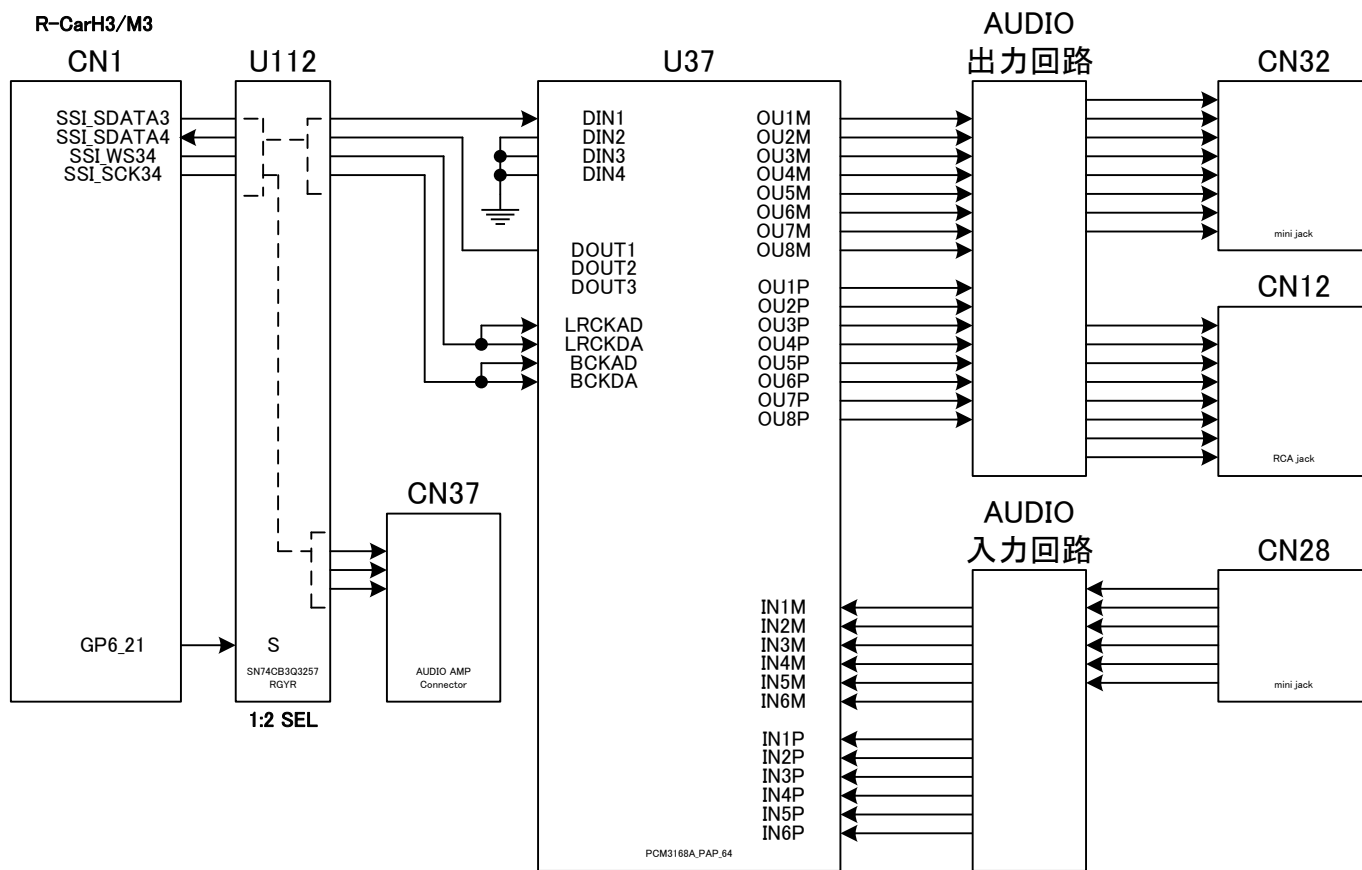 R-CarH3/M3
CN1
SSI_SDATA3
SSI_SDATA4
SSI_WS34
SSI_SCK34
GP6_21
U112
S
SN74CB3Q3257
RGYR
1:2 SEL
CN37
AUDIO AMP
Connector
U37
DIN1
DIN2
DIN3
DIN4
DOUT1
DOUT2
DOUT3
LRCKAD
LRCKDA
BCKAD
BCKDA
OU1M
OU2M
OU3M
OU4M
OU5M
OU6M
OU7M
OU8M
OU1P
OU2P
OU3P
OU4P
OU5P
OU6P
OU7P
OU8P
IN1M
IN2M
IN3M
IN4M
IN5M
IN6M
IN1P
IN2P
IN3P
IN4P
IN5P
IN6P
PCM3168A_PAP_64
AUDIO
出力回路
CN32
mini jack
CN12
RCA jack
AUDIO
入力回路
CN28
mini jack